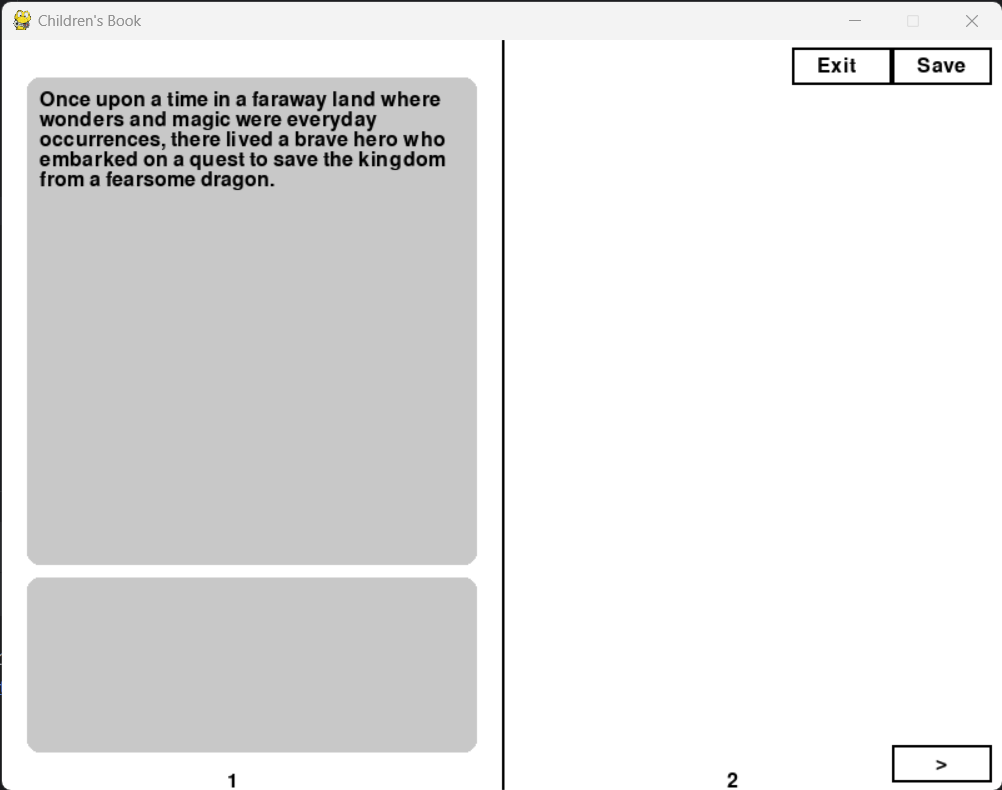 Children's Book
Exit
Save
Once upon a time in a faraway land where
wonders and magic were everyday
occurrences, there lived a brave hero who
embarked on a quest to save the kingdom
from a fearsome dragon.
1
2
>